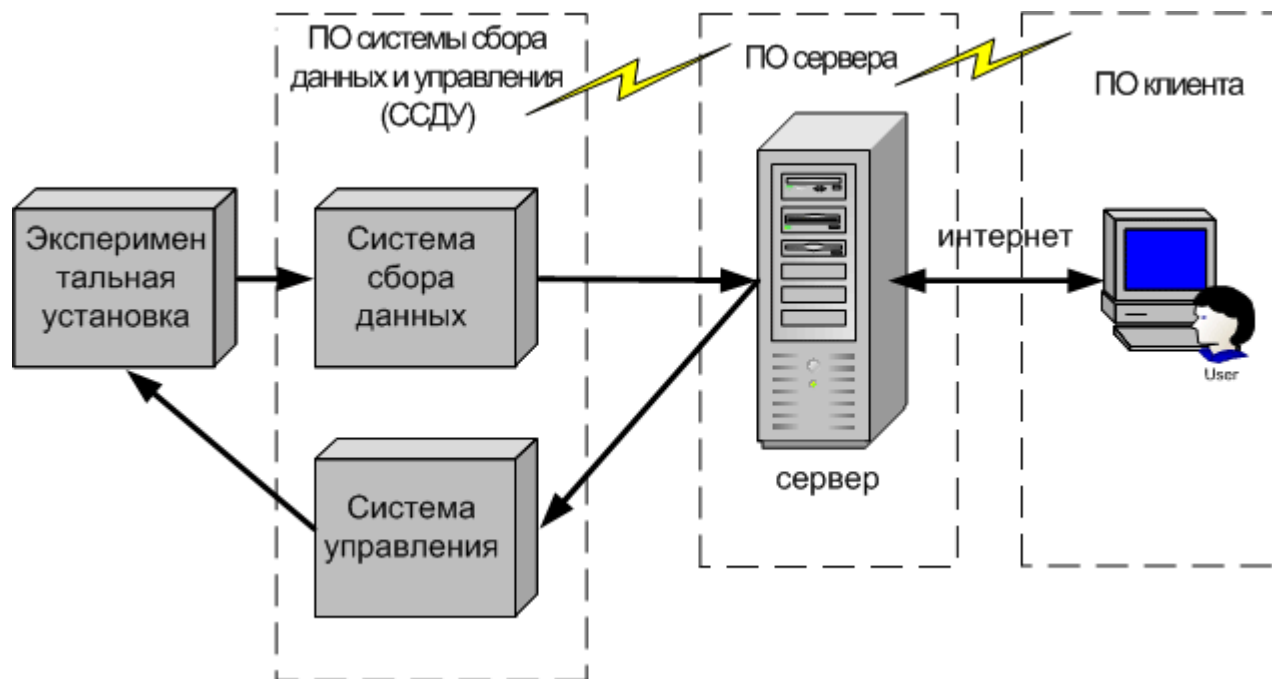 ПО системы сбора
данных и управления
(ССДУ)
ПО сервера
ПО клиента
Эксперимен
тальная
установка
Система
сбора
данных
интернет
User
сервер
Система
управления